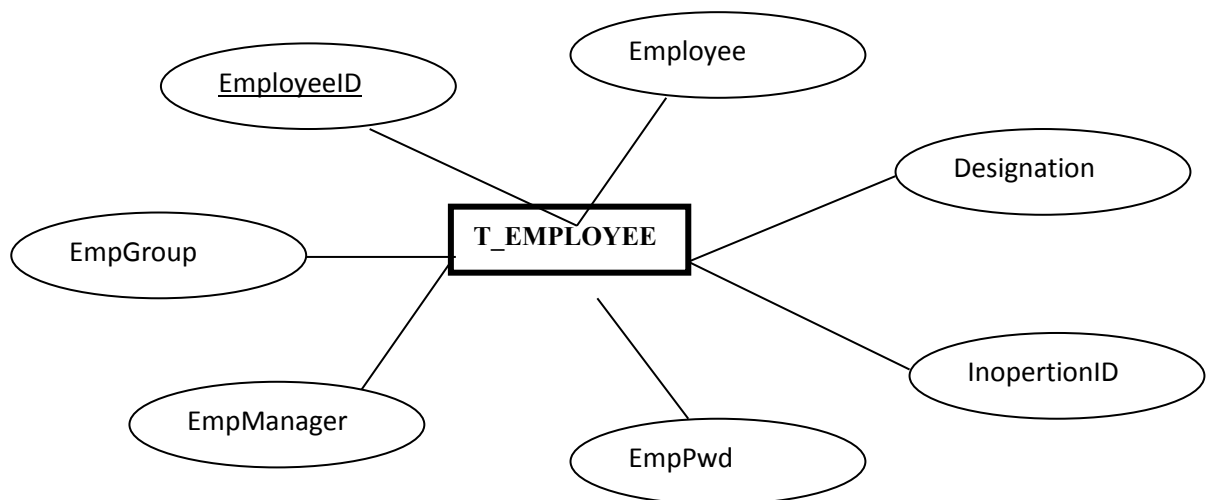 Employee
EmployeeID
Designation
T_EMPLOYEE
EmpGroup
InopertionID
EmpManager
EmpPwd